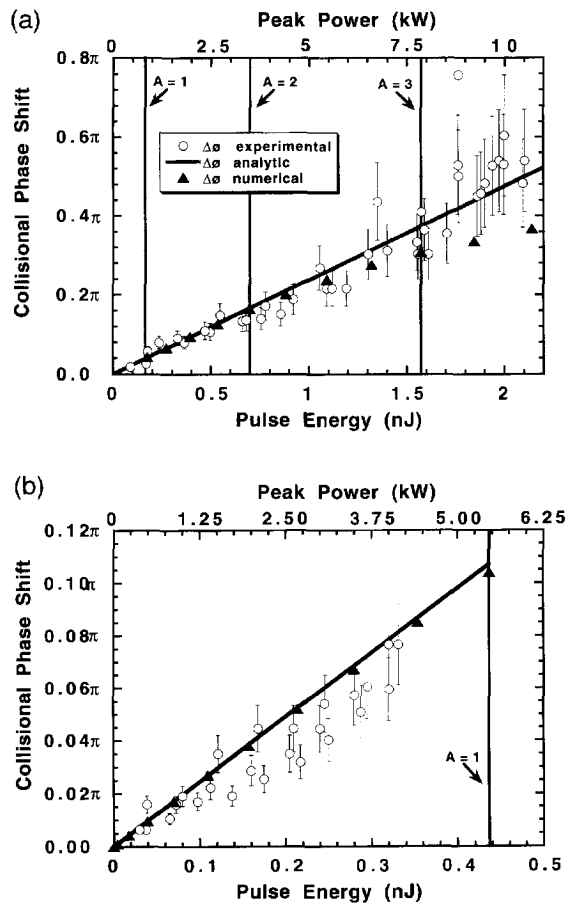 (a)
Peak Power (kW)
0 2.5 5 7.5 10
0.8π
0.6π
0.4π
0.2π
0.0
Collisional Phase Shift
A = 1
A = 2
A = 3
Δø experimental
Δø analytic
Δø numerical
0 0.5 1 1.5 2
Pulse Energy (nJ)
(b)
Peak Power (kW)
0 1.25 2.50 3.75 5.00 6.25
0.12π
0.10π
0.08π
0.06π
0.04π
0.02π
0.00
Collisional Phase Shift
A = 1
0 0.1 0.2 0.3 0.4 0.5
Pulse Energy (nJ)